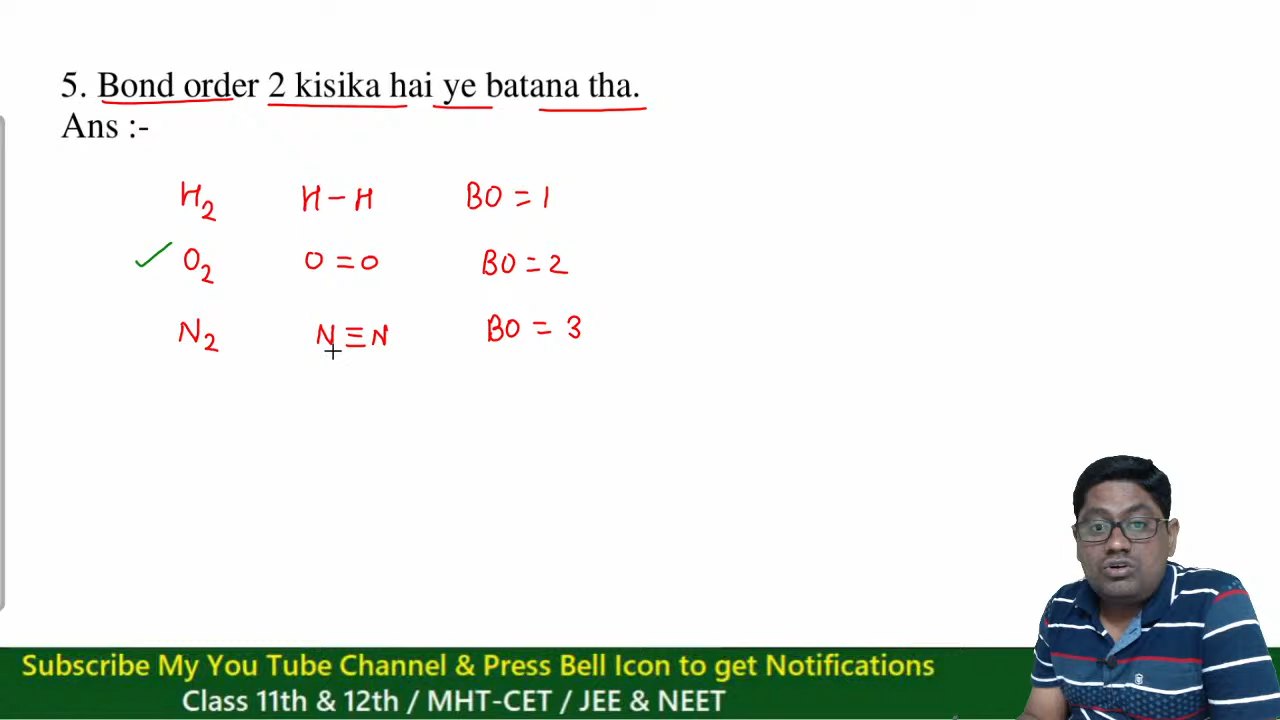 5. Bond order 2 kisika hai ye batana tha.
Ans :-
H₂ H – H BO = 1
O₂ O = O BO = 2
N₂ N ≡ N BO = 3
Subscribe My You Tube Channel & Press Bell Icon to get Notifications
Class 11th & 12th / MHT-CET / JEE & NEET